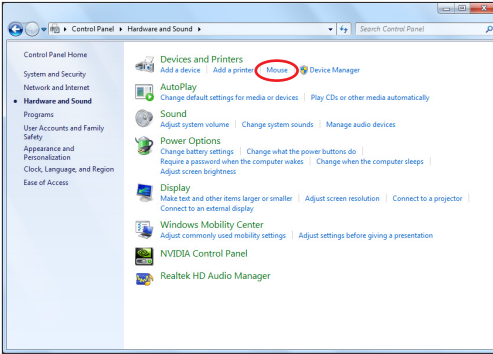 Control Panel ▸ Hardware and Sound ▸
Search Control Panel
Control Panel Home
System and Security
Network and Internet
Hardware and Sound
Programs
User Accounts and Family
Safety
Appearance and
Personalization
Clock, Language, and Region
Ease of Access
Devices and Printers
Add a device | Add a printer | Mouse | Device Manager
AutoPlay
Change default settings for media or devices | Play CDs or other media automatically
Sound
Adjust system volume | Change system sounds | Manage audio devices
Power Options
Change battery settings | Change what the power buttons do |
Require a password when the computer wakes | Change when the computer sleeps |
Adjust screen brightness
Display
Make text and other items larger or smaller | Adjust screen resolution | Connect to a projector |
Connect to an external display
Windows Mobility Center
Adjust commonly used mobility settings | Adjust settings before giving a presentation
NVIDIA Control Panel
Realtek HD Audio Manager